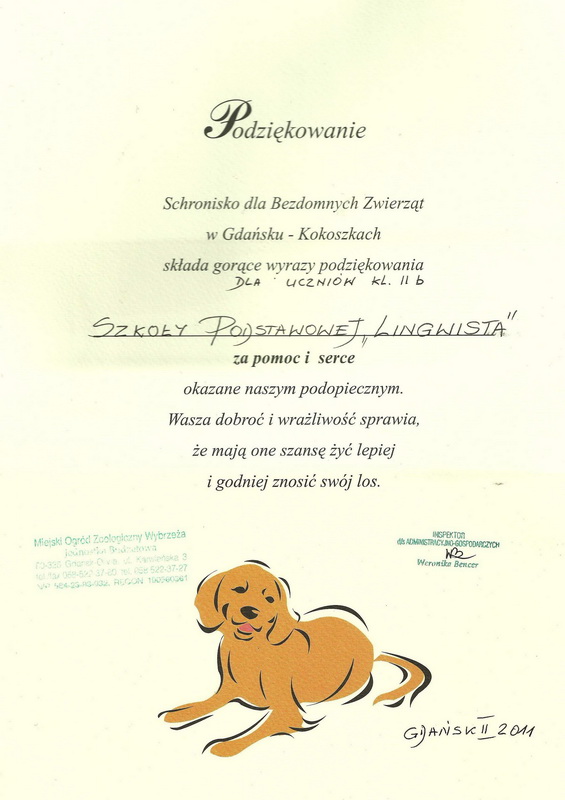 Podziękowanie
Schronisko dla Bezdomnych Zwierząt
w Gdańsku - Kokoszkach
składa gorące wyrazy podziękowania
DLA UCZNIÓW KL. II b
SZKOŁY PODSTAWOWEJ „LINGWISTA”
za pomoc i serce
okazane naszym podopiecznym.
Wasza dobroć i wrażliwość sprawia,
że mają one szansę żyć lepiej
i godniej znosić swój los.
Miejski Ogród Zoologiczny Wybrzeża
Jednostka Budżetowa
INSPEKTOR
d/s ADMINISTRACYJNO-GOSPODARCZYCH
Weronika Bencer
GDAŃSK II 2011